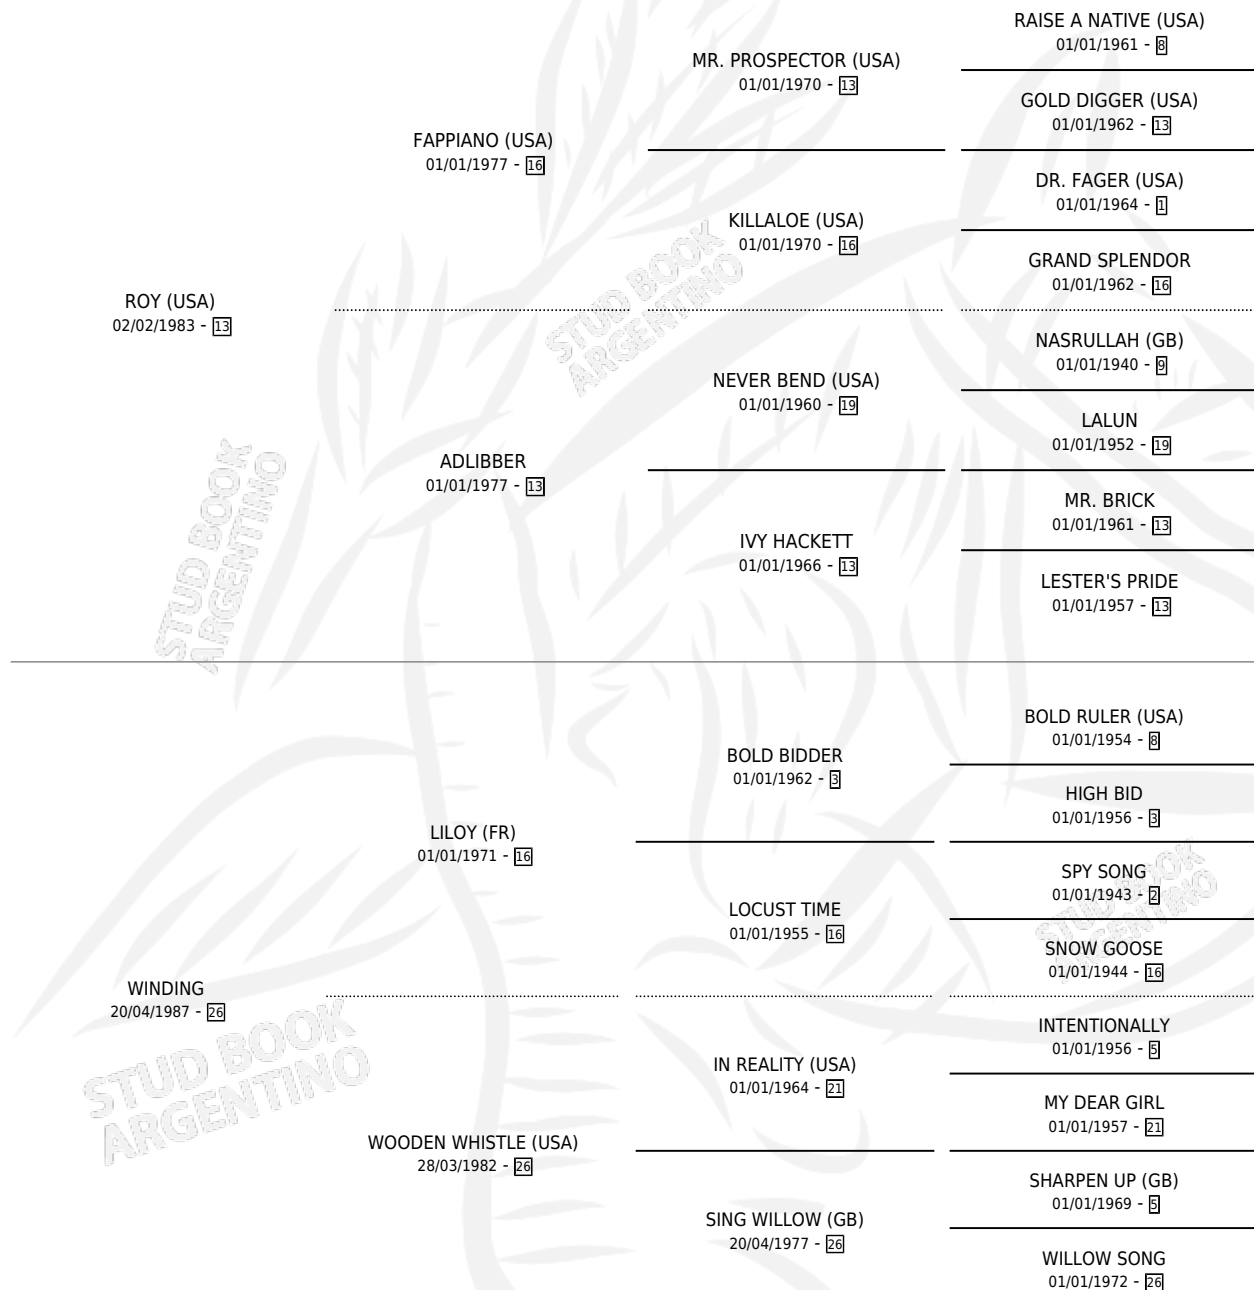 RAISE A NATIVE (USA)
01/01/1961 - 8
MR. PROSPECTOR (USA)
01/01/1970 - 13
GOLD DIGGER (USA)
01/01/1962 - 13
FAPPIANO (USA)
01/01/1977 - 16
DR. FAGER (USA)
01/01/1964 - 1
KILLALOE (USA)
01/01/1970 - 16
GRAND SPLENDOR
01/01/1962 - 16
ROY (USA)
02/02/1983 - 13
STUD BOOK
ARGENTINO
NASRULLAH (GB)
01/01/1940 - 9
NEVER BEND (USA)
01/01/1960 - 19
LALUN
01/01/1952 - 19
ADLIBBER
01/01/1977 - 13
MR. BRICK
01/01/1961 - 13
IVY HACKETT
01/01/1966 - 13
LESTER'S PRIDE
01/01/1957 - 13
STUD BOOK
ARGENTINO
BOLD RULER (USA)
01/01/1954 - 8
BOLD BIDDER
01/01/1962 - 3
HIGH BID
01/01/1956 - 3
LILOY (FR)
01/01/1971 - 16
SPY SONG
01/01/1943 - 2
LOCUST TIME
01/01/1955 - 16
SNOW GOOSE
01/01/1944 - 16
STUD BOOK
ARGENTINO
WINDING
20/04/1987 - 26
INTENTIONALLY
01/01/1956 - 5
IN REALITY (USA)
01/01/1964 - 21
MY DEAR GIRL
01/01/1957 - 21
STUD BOOK
ARGENTINO
WOODEN WHISTLE (USA)
28/03/1982 - 26
SHARPEN UP (GB)
01/01/1969 - 5
SING WILLOW (GB)
20/04/1977 - 26
WILLOW SONG
01/01/1972 - 26